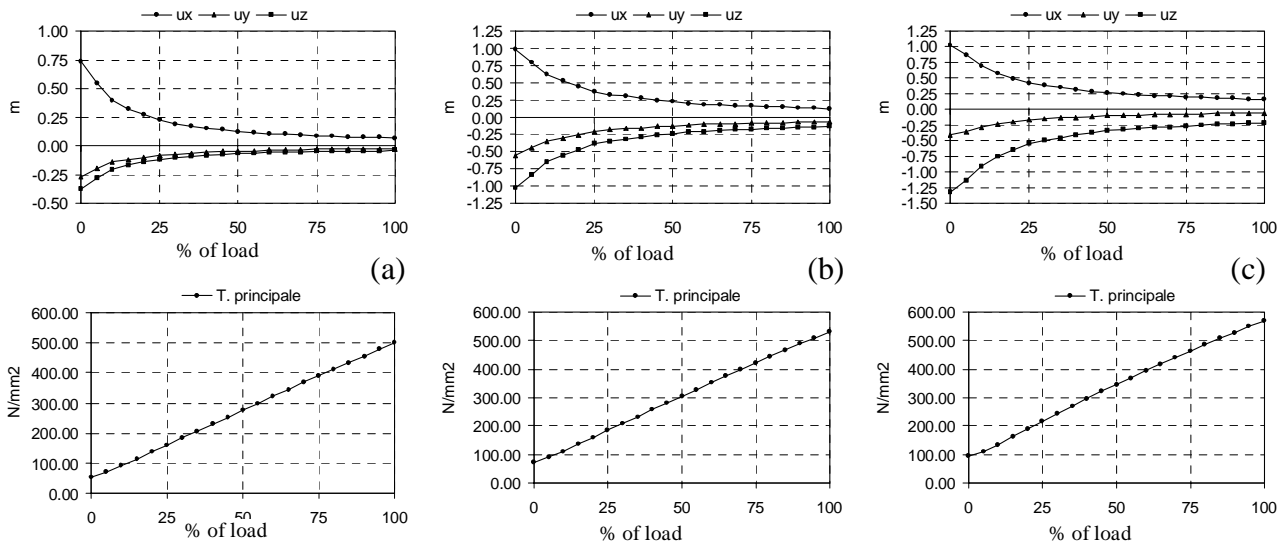 ux uy uz
1.00
0.75
0.50
0.25
0.00
-0.25
-0.50
m
0 25 50 75 100
% of load
(a)
ux uy uz
1.25
1.00
0.75
0.50
0.25
0.00
-0.25
-0.50
-0.75
-1.00
-1.25
m
0 25 50 75 100
% of load
(b)
ux uy uz
1.25
1.00
0.75
0.50
0.25
0.00
-0.25
-0.50
-0.75
-1.00
-1.25
-1.50
m
0 25 50 75 100
% of load
(c)
T. principale
600.00
500.00
400.00
300.00
200.00
100.00
0.00
N/mm2
0 25 50 75 100
% of load
T. principale
600.00
500.00
400.00
300.00
200.00
100.00
0.00
N/mm2
0 25 50 75 100
% of load
T. principale
600.00
500.00
400.00
300.00
200.00
100.00
0.00
N/mm2
0 25 50 75 100
% of load